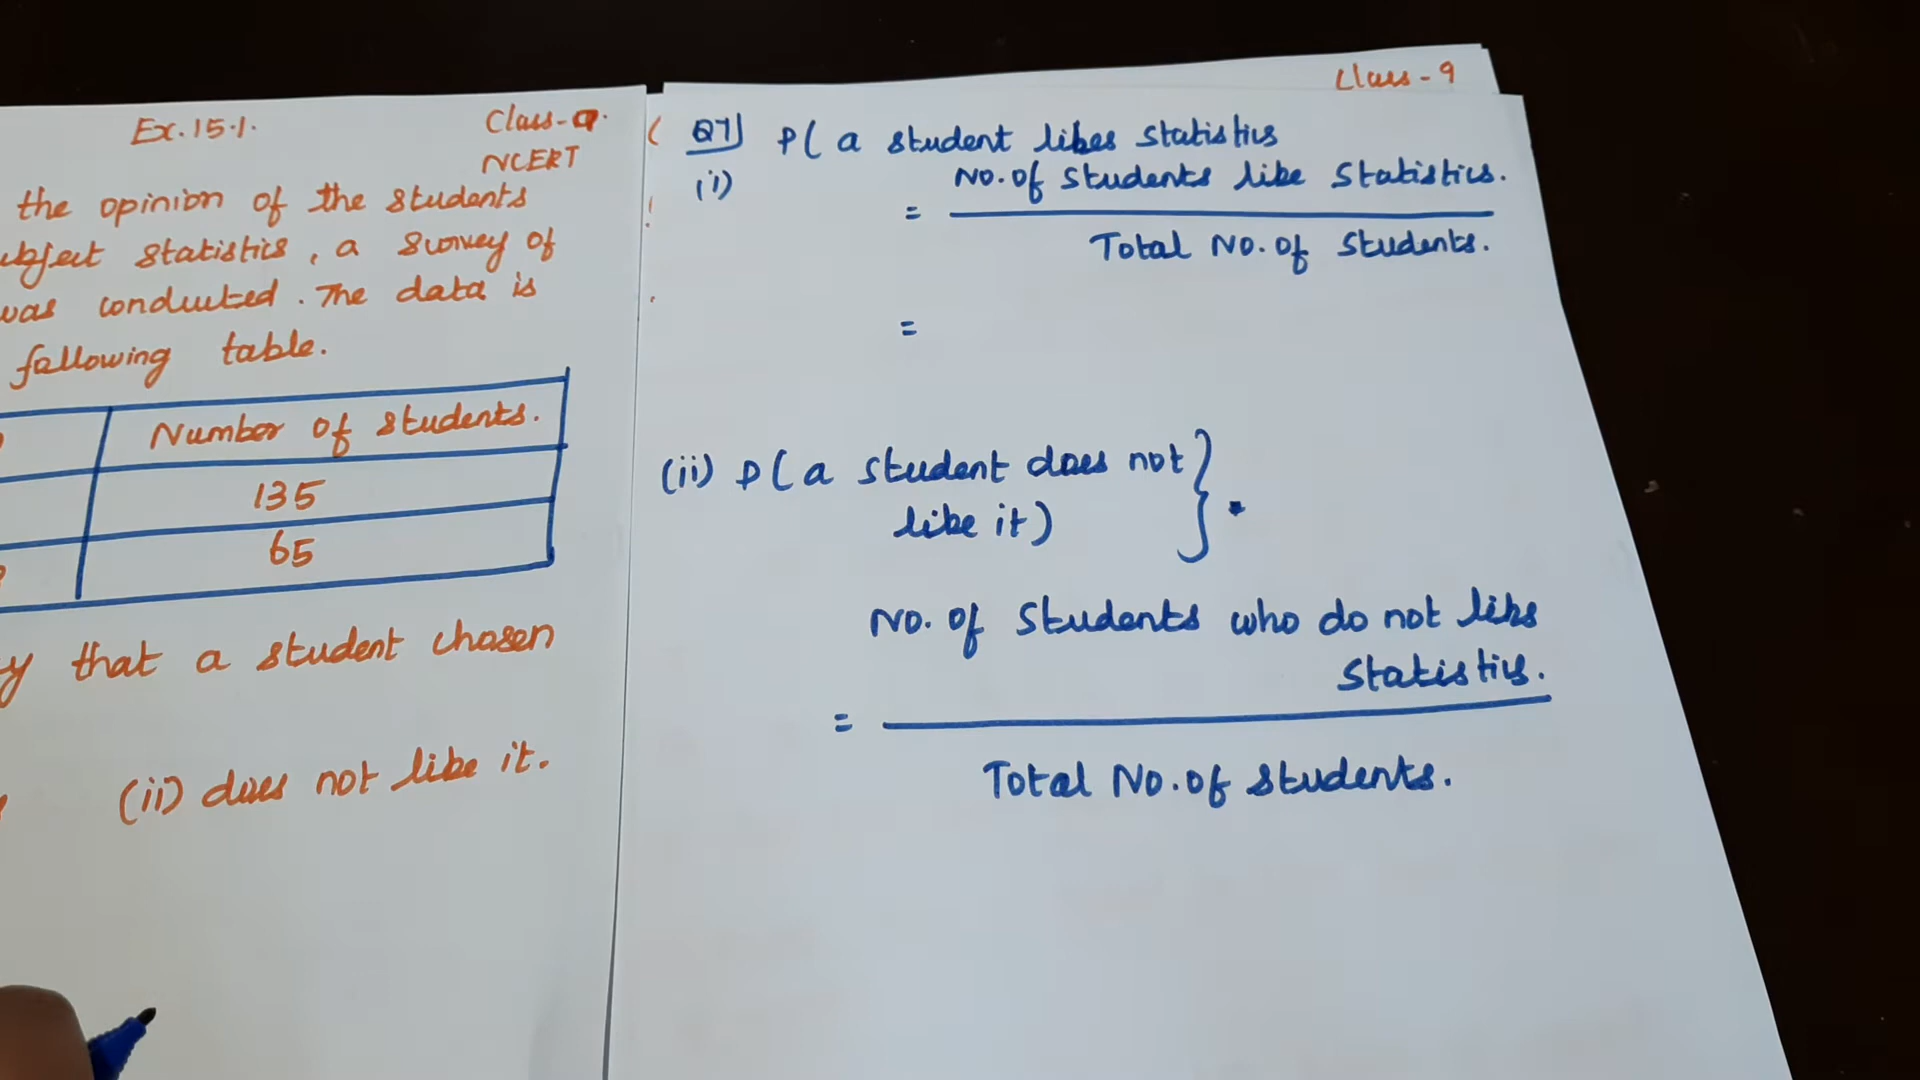 Ex.15.1.
Class-9.
NCERT
the opinion of the students
subject statistics, a survey of
was conducted. The data is
following table.
Number of students.
135
65
that a student chosen
(ii) does not like it.
Class-9
Q7) P( a student likes statistics
(i)
No. of students like statistics.
=
Total No. of students.
=
(ii) P( a student does not
like it) }
No. of students who do not like
statistics.
=
Total No. of students.